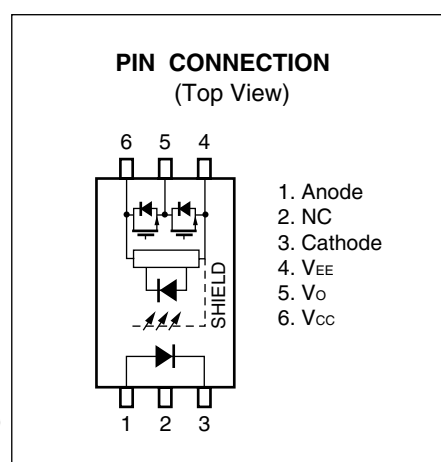 PIN CONNECTION
(Top View)
6 5 4
SHIELD
1 2 3
1. Anode
2. NC
3. Cathode
4. VEE
5. VO
6. VCC